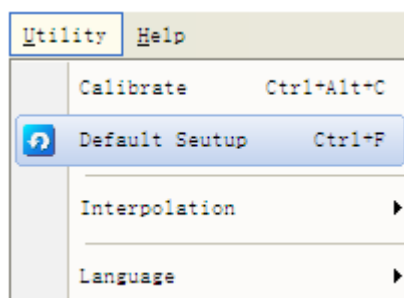 Utility Help
Calibrate Ctrl+Alt+C
Default Seutup Ctrl+F
Interpolation
Language